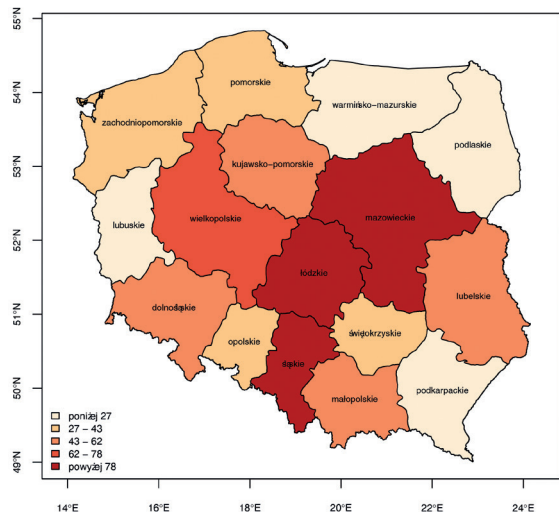 55°N
54°N
53°N
52°N
51°N
50°N
49°N
pomorskie
warmińsko−mazurskie
zachodniopomorskie
podlaskie
kujawsko−pomorskie
mazowieckie
wielkopolskie
lubuskie
łódzkie
lubelskie
dolnośląskie
świętokrzyskie
opolskie
śląskie
podkarpackie
małopolskie
poniżej 27
27 − 43
43 − 62
62 − 78
powyżej 78
14°E 16°E 18°E 20°E 22°E 24°E